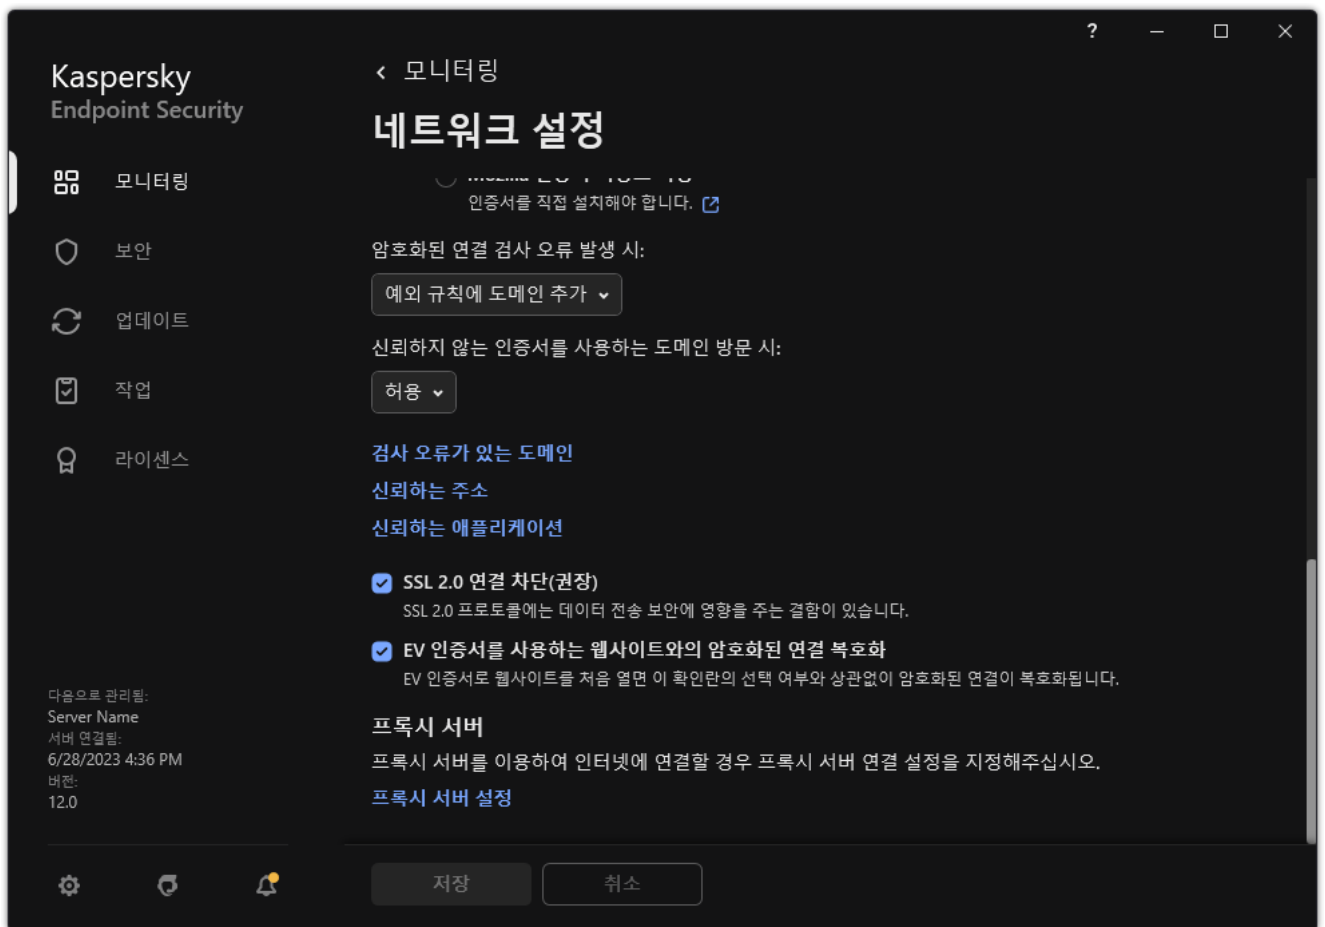 ?
Kaspersky
Endpoint Security
모니터링
보안
업데이트
작업
라이센스
다음으로 관리됨:
Server Name
서버 연결됨:
6/28/2023 4:36 PM
버전:
12.0
모니터링
네트워크 설정
인증서를 직접 설치해야 합니다.
암호화된 연결 검사 오류 발생 시:
예외 규칙에 도메인 추가
신뢰하지 않는 인증서를 사용하는 도메인 방문 시:
허용
검사 오류가 있는 도메인
신뢰하는 주소
신뢰하는 애플리케이션
SSL 2.0 연결 차단(권장)
SSL 2.0 프로토콜에는 데이터 전송 보안에 영향을 주는 결함이 있습니다.
EV 인증서를 사용하는 웹사이트와의 암호화된 연결 복호화
EV 인증서로 웹사이트를 처음 열면 이 확인란의 선택 여부와 상관없이 암호화된 연결이 복호화됩니다.
프록시 서버
프록시 서버를 이용하여 인터넷에 연결할 경우 프록시 서버 연결 설정을 지정해주십시오.
프록시 서버 설정
저장
취소